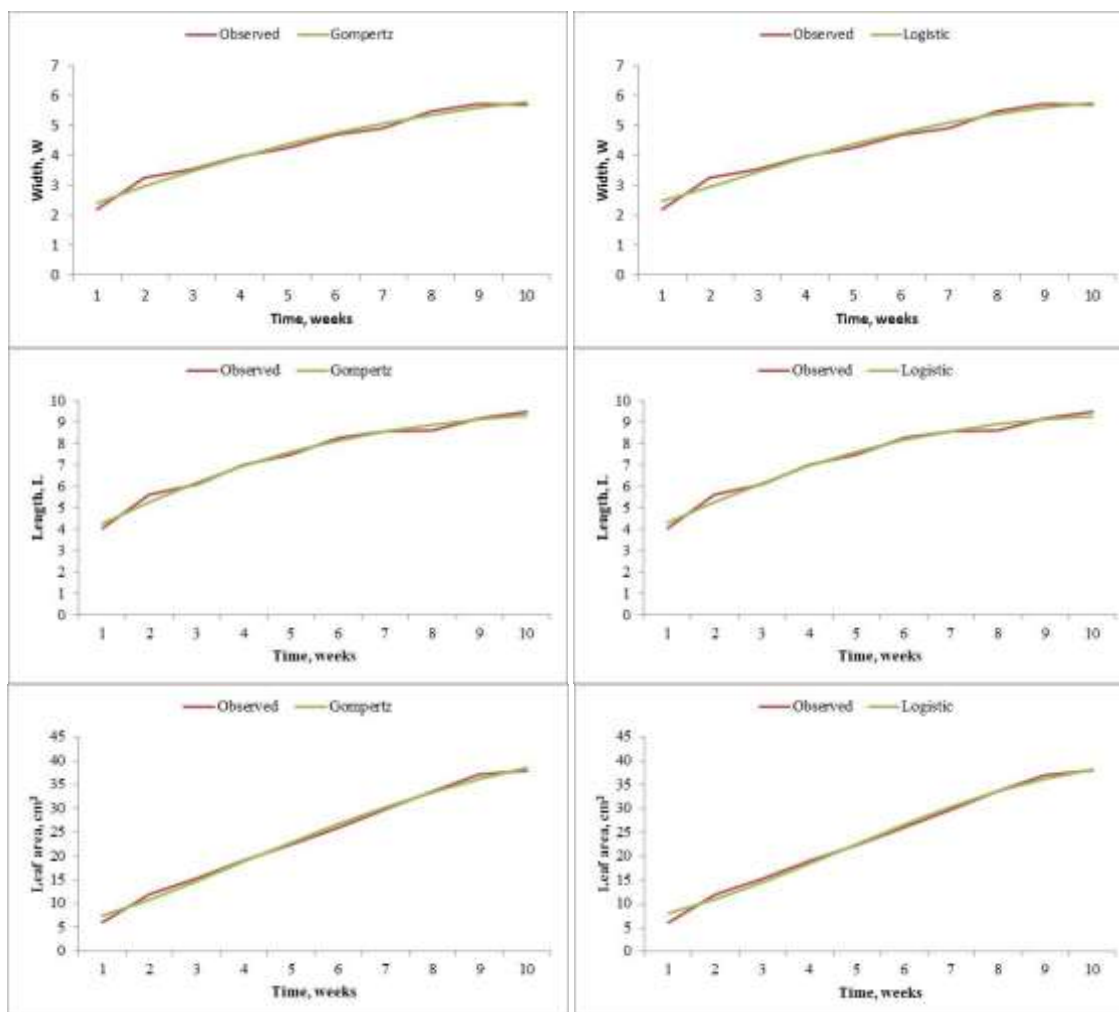 Observed Gompertz
7
6
5
4
3
2
1
0
Width, W
1 2 3 4 5 6 7 8 9 10
Time, weeks
Observed Logistic
7
6
5
4
3
2
1
0
Width, W
1 2 3 4 5 6 7 8 9 10
Time, weeks
Observed Gompertz
10
9
8
7
6
5
4
3
2
1
0
Length, L
1 2 3 4 5 6 7 8 9 10
Time, weeks
Observed Logistic
10
9
8
7
6
5
4
3
2
1
0
Length, L
1 2 3 4 5 6 7 8 9 10
Time, weeks
Observed Gompertz
45
40
35
30
25
20
15
10
5
0
Leaf area, cm²
1 2 3 4 5 6 7 8 9 10
Time, weeks
Observed Logistic
45
40
35
30
25
20
15
10
5
0
Leaf area, cm²
1 2 3 4 5 6 7 8 9 10
Time, weeks